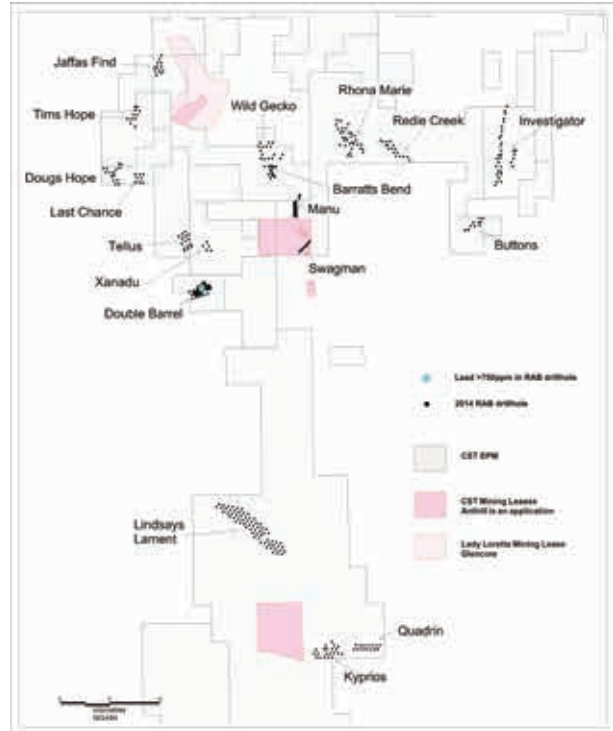 Jaffas Find
Rhona Marie
Wild Gecko
Tims Hope
Redie Creek
Investigator
Dougs Hope
Barratts Bend
Last Chance
Manu
Tellus
Buttons
Xanadu
Swagman
Double Barrel
Lead >750ppm in RAB drillhole
2014 RAB drillhole
CST EPM
CST Mining Leases
Anthill is an application
Lady Loretta Mining Lease
Glencore
Lindsays
Lament
Quadrin
Kyprios